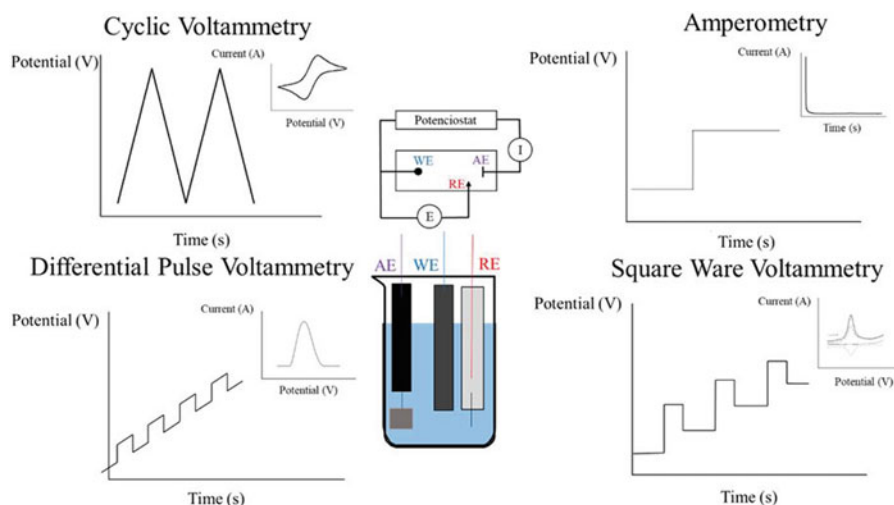 Cyclic Voltammetry
Potential (V)
Current (A)
Potential (V)
Time (s)
Amperometry
Potential (V)
Current (A)
Time (s)
Time (s)
Potenciostat
I
WE
AE
RE
E
AE WE RE
Differential Pulse Voltammetry
Potential (V)
Current (A)
Potential (V)
Time (s)
Square Ware Voltammetry
Potential (V)
Current (A)
Potential (V)
Time (s)